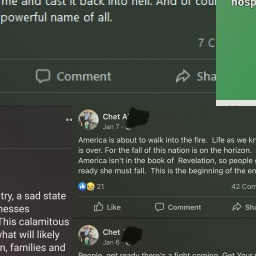 me and cast it back into hell. And of cou
powerful name of all.
hosp
7 C
Comment
Sha
Chet A
Jan 7 ·
America is about to walk into the fire. Life as we kn
is over. For the fall of this nation is on the horizon.
America isn't in the book of Revelation, so people g
ready she must fall. This is the beginning of the en
21
42 Com
Like
Comment
Sha
Chet
Jan 6 ·
People, get ready there's a fight coming. Get Your
try, a sad state
nesses
This calamitous
what will likely
n, families and